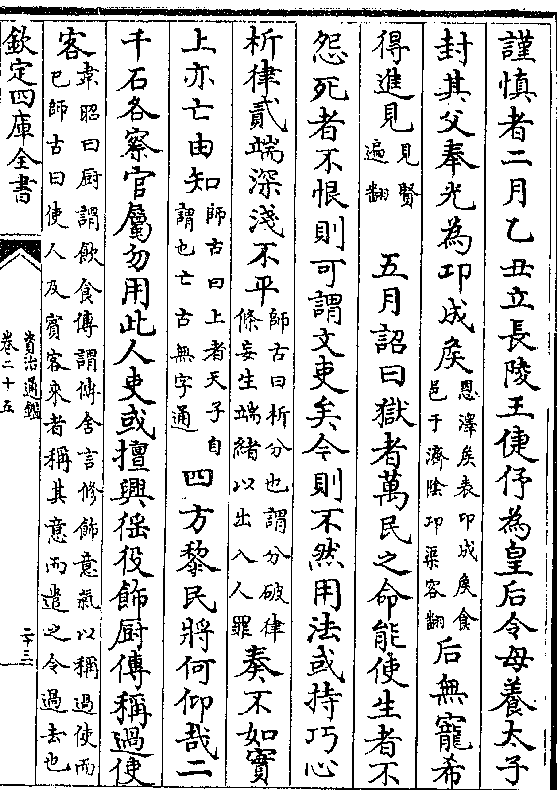 謹慎者二月乙丑立長陵王倢伃為皇后令母養太子
封其父奉光為卭成侯恩澤侯表卭成侯食邑于濟陰卭渠容翻后無寵希
得進見見賢遍翻　五月詔曰獄者萬民之命能使生者不
怨死者不恨則可謂文吏矣今則不然用法或持巧心
析律貳端深淺不平師古曰析分也謂分破律條妄生端緒以出入人罪奏不如實
上亦亡由知師古曰上者天子自謂也亡古無字通四方黎民將何仰哉二
千石各察官屬勿用此人吏或擅興徭役飾厨傳稱過使
客韋昭曰厨謂飲食傳謂傳舍言修飾意氣以稱過使而已師古曰使人及賓客來者稱其意而遣之令過去也
欽定四庫全書
資治通鑑
卷二十五
二十三